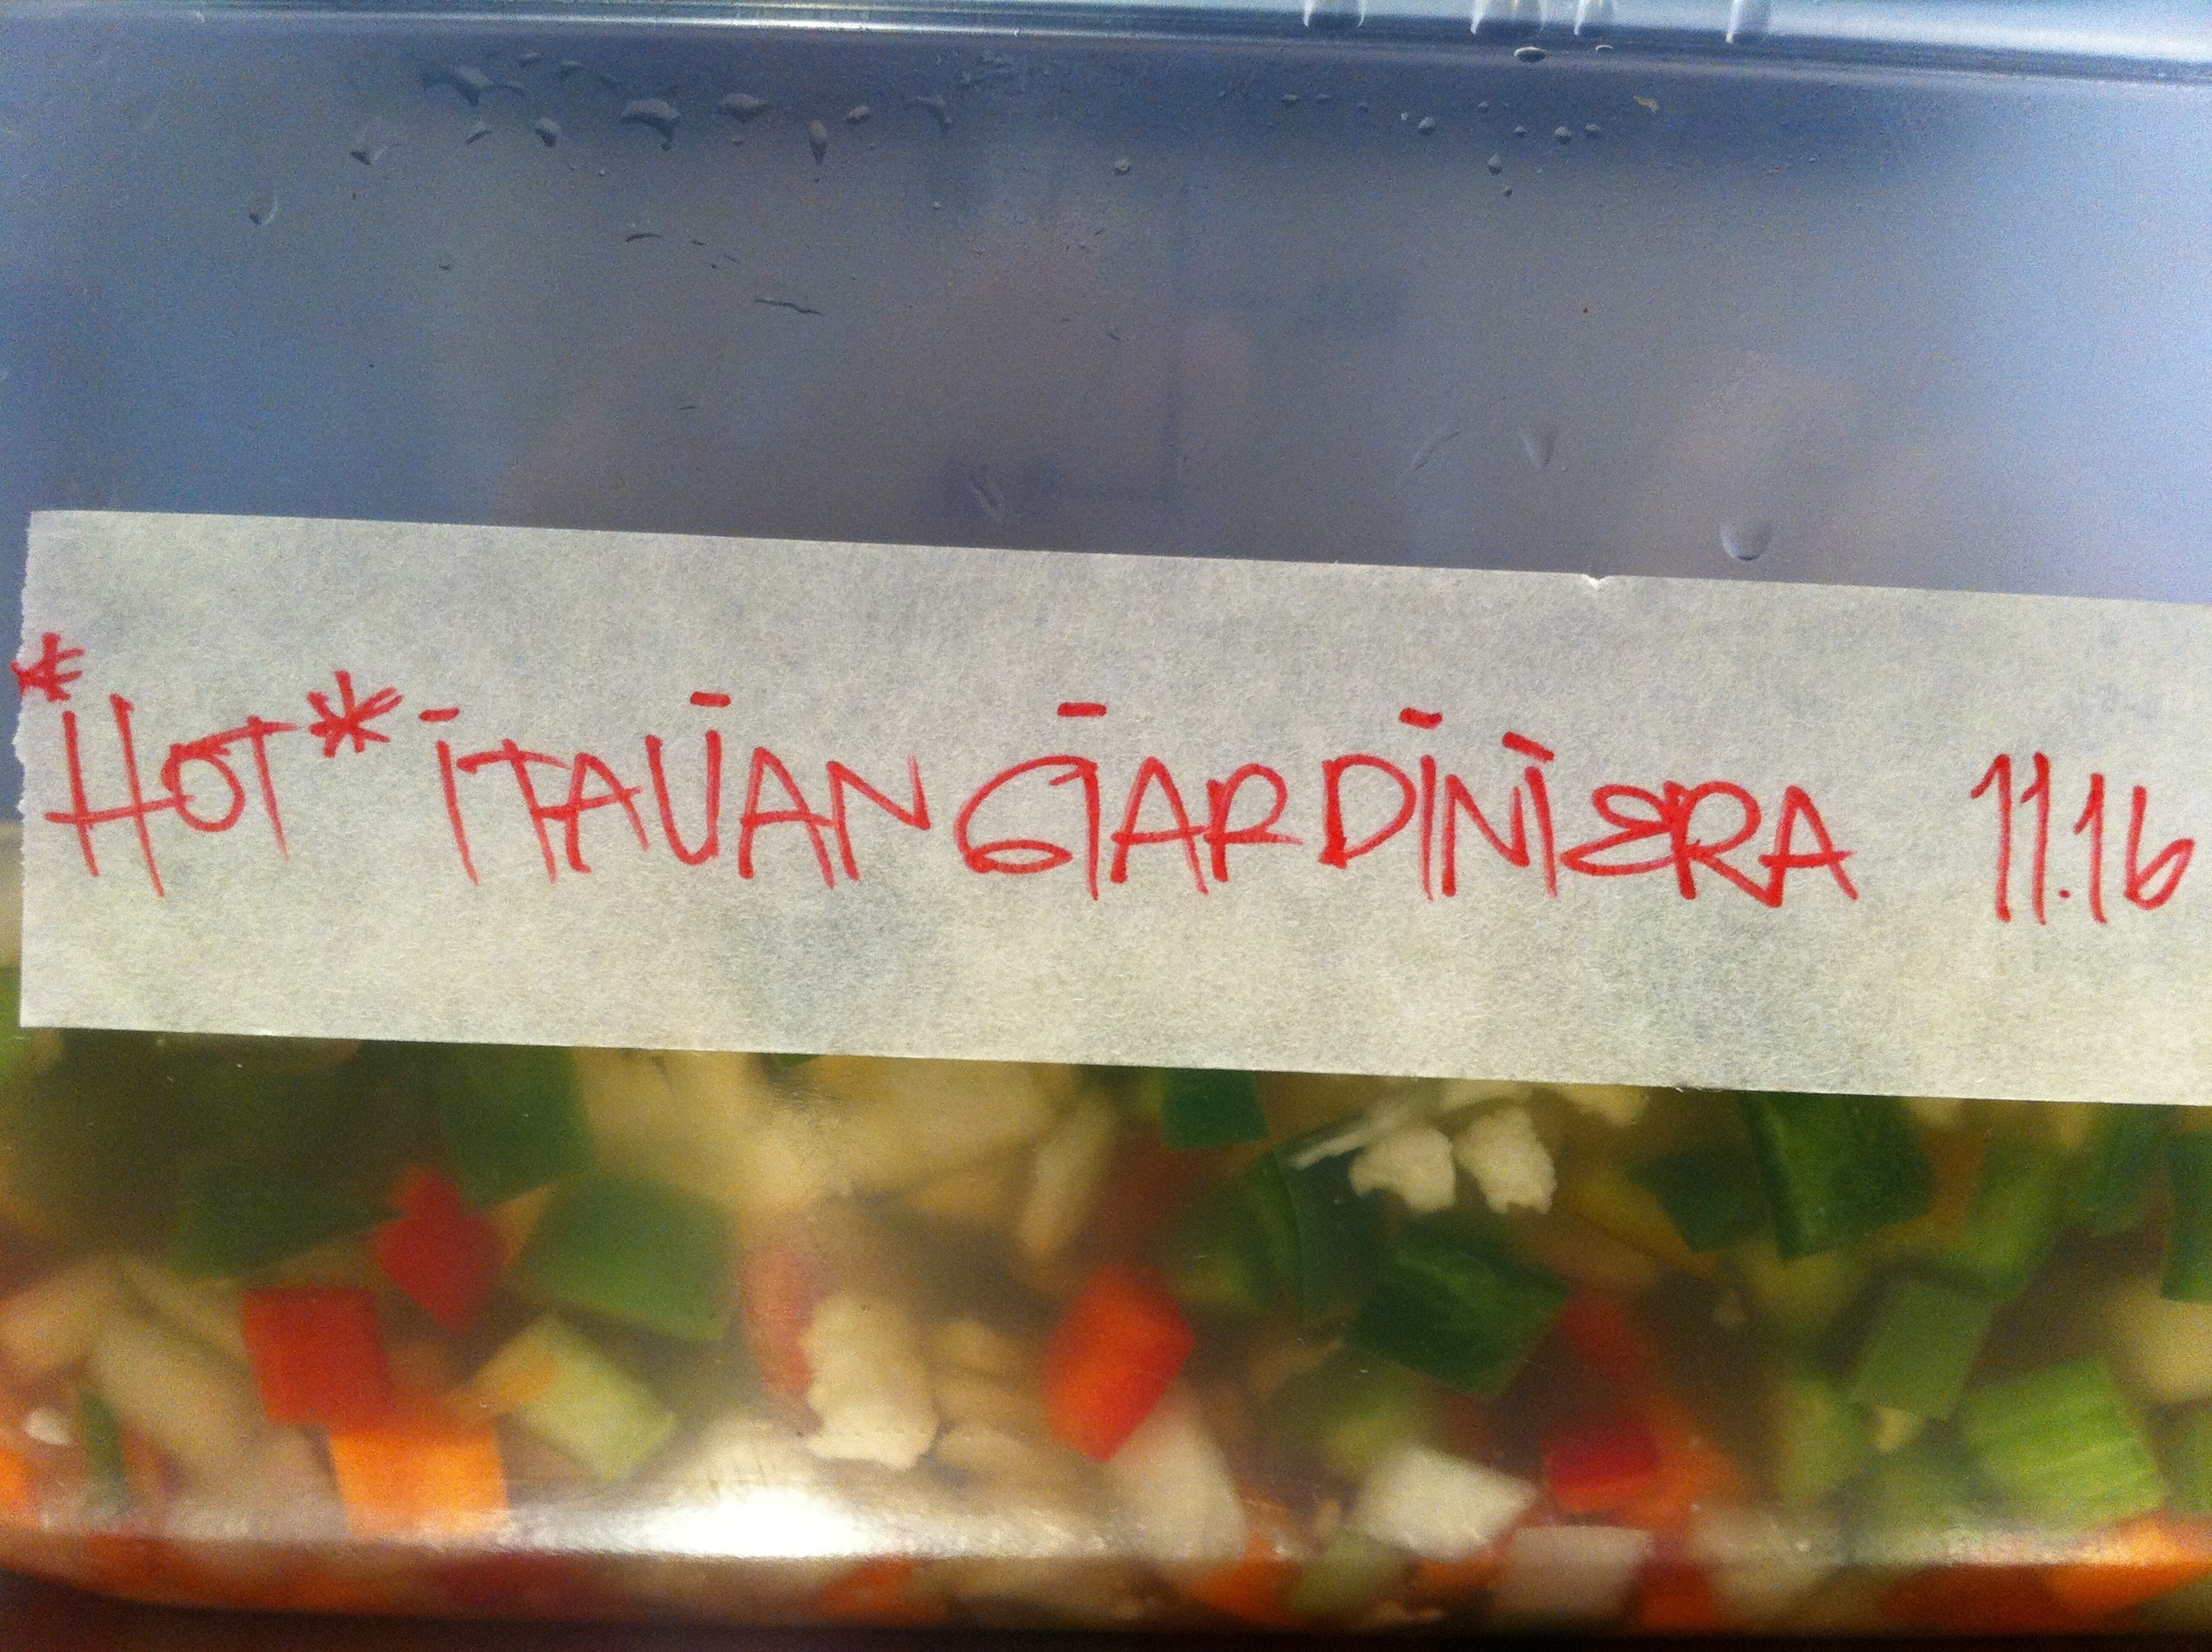 *HOT* ITALIAN GIARDINIERA 11.16